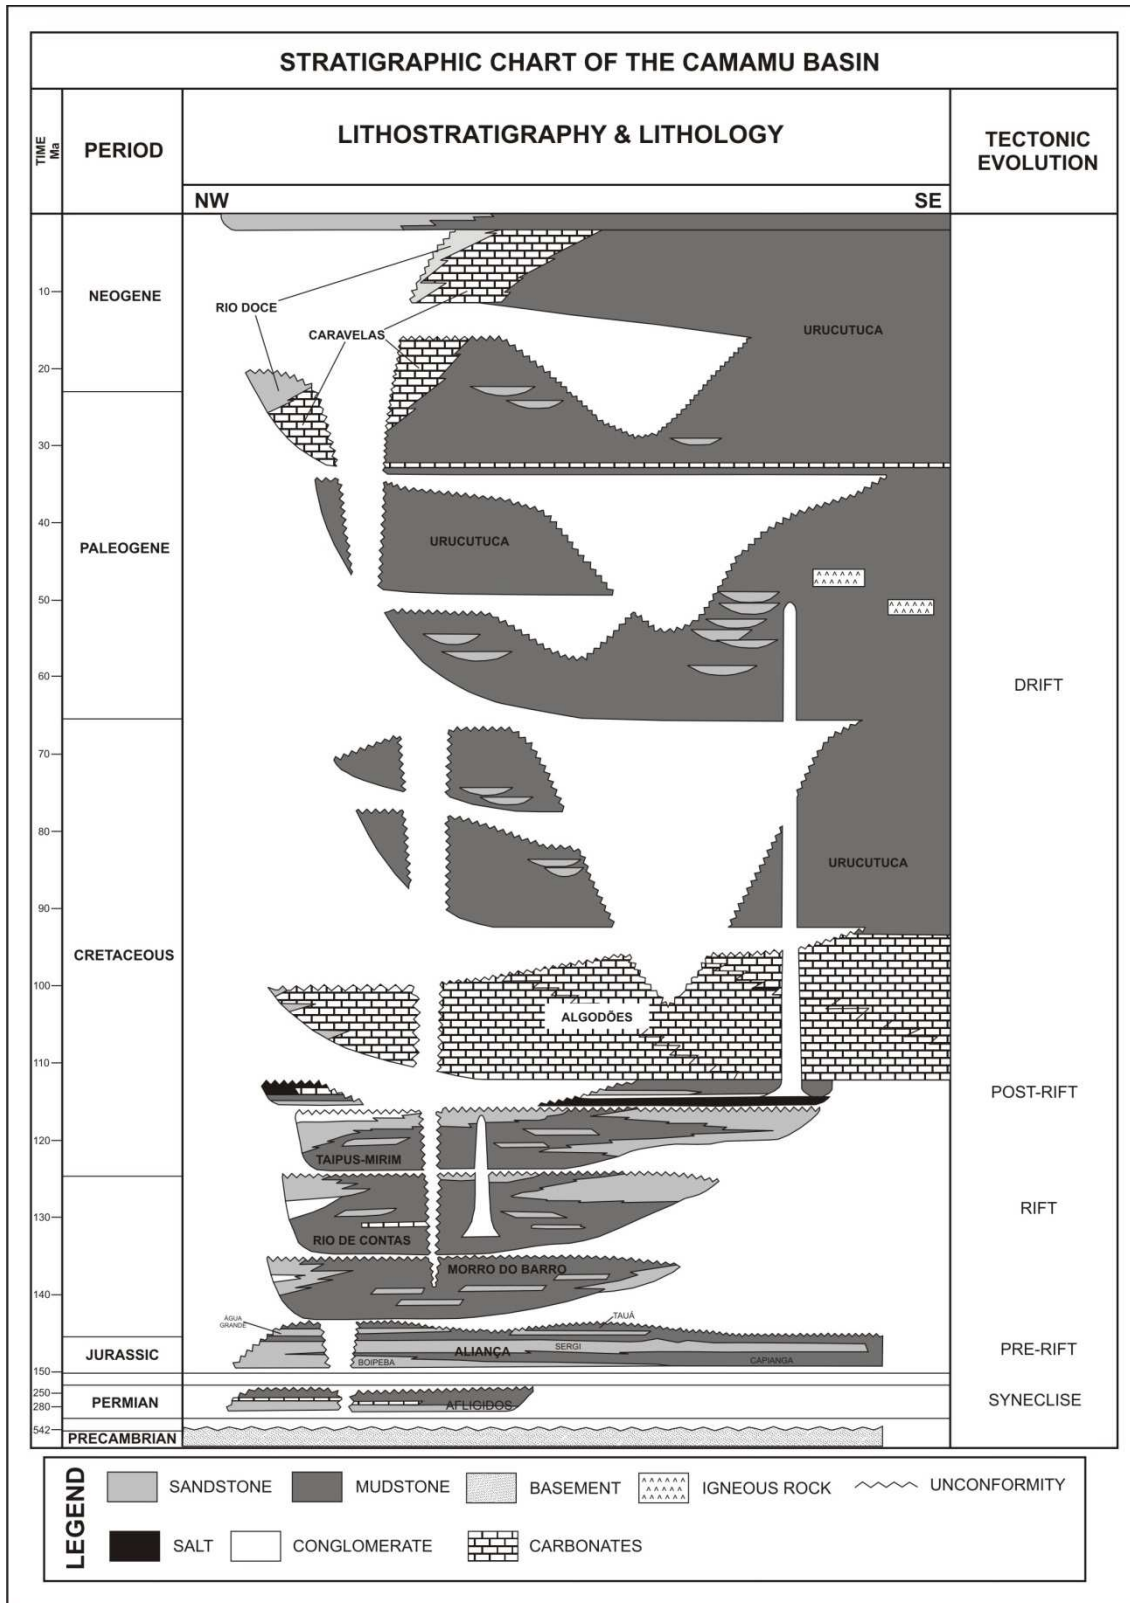 STRATIGRAPHIC CHART OF THE CAMAMU BASIN
TIME
Ma
PERIOD
LITHOSTRATIGRAPHY & LITHOLOGY
TECTONIC
EVOLUTION
NW
SE
NEOGENE
10
RIO DOCE
CARAVELAS
URUCUTUCA
20
30
40
PALEOGENE
URUCUTUCA
50
60
DRIFT
70
80
URUCUTUCA
90
CRETACEOUS
100
ALGODÕES
110
POST-RIFT
120
TAIPUS-MIRIM
130
RIFT
RIO DE CONTAS
MORRO DO BARRO
140
ÁGUA
GRANDE
TAUÁ
JURASSIC
ALIANÇA
SERGI
BOIPEBA
CAPIANGA
PRE-RIFT
150
250
PERMIAN
280
AFLIGIDOS
SYNECLISE
542
PRECAMBRIAN
LEGEND
SANDSTONE
MUDSTONE
BASEMENT
IGNEOUS ROCK
UNCONFORMITY
SALT
CONGLOMERATE
CARBONATES